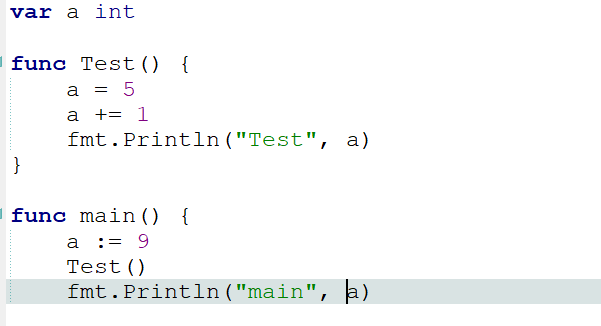 var a int
func Test() {
a = 5
a += 1
fmt.Println("Test", a)
}
func main() {
a := 9
Test()
fmt.Println("main", a)